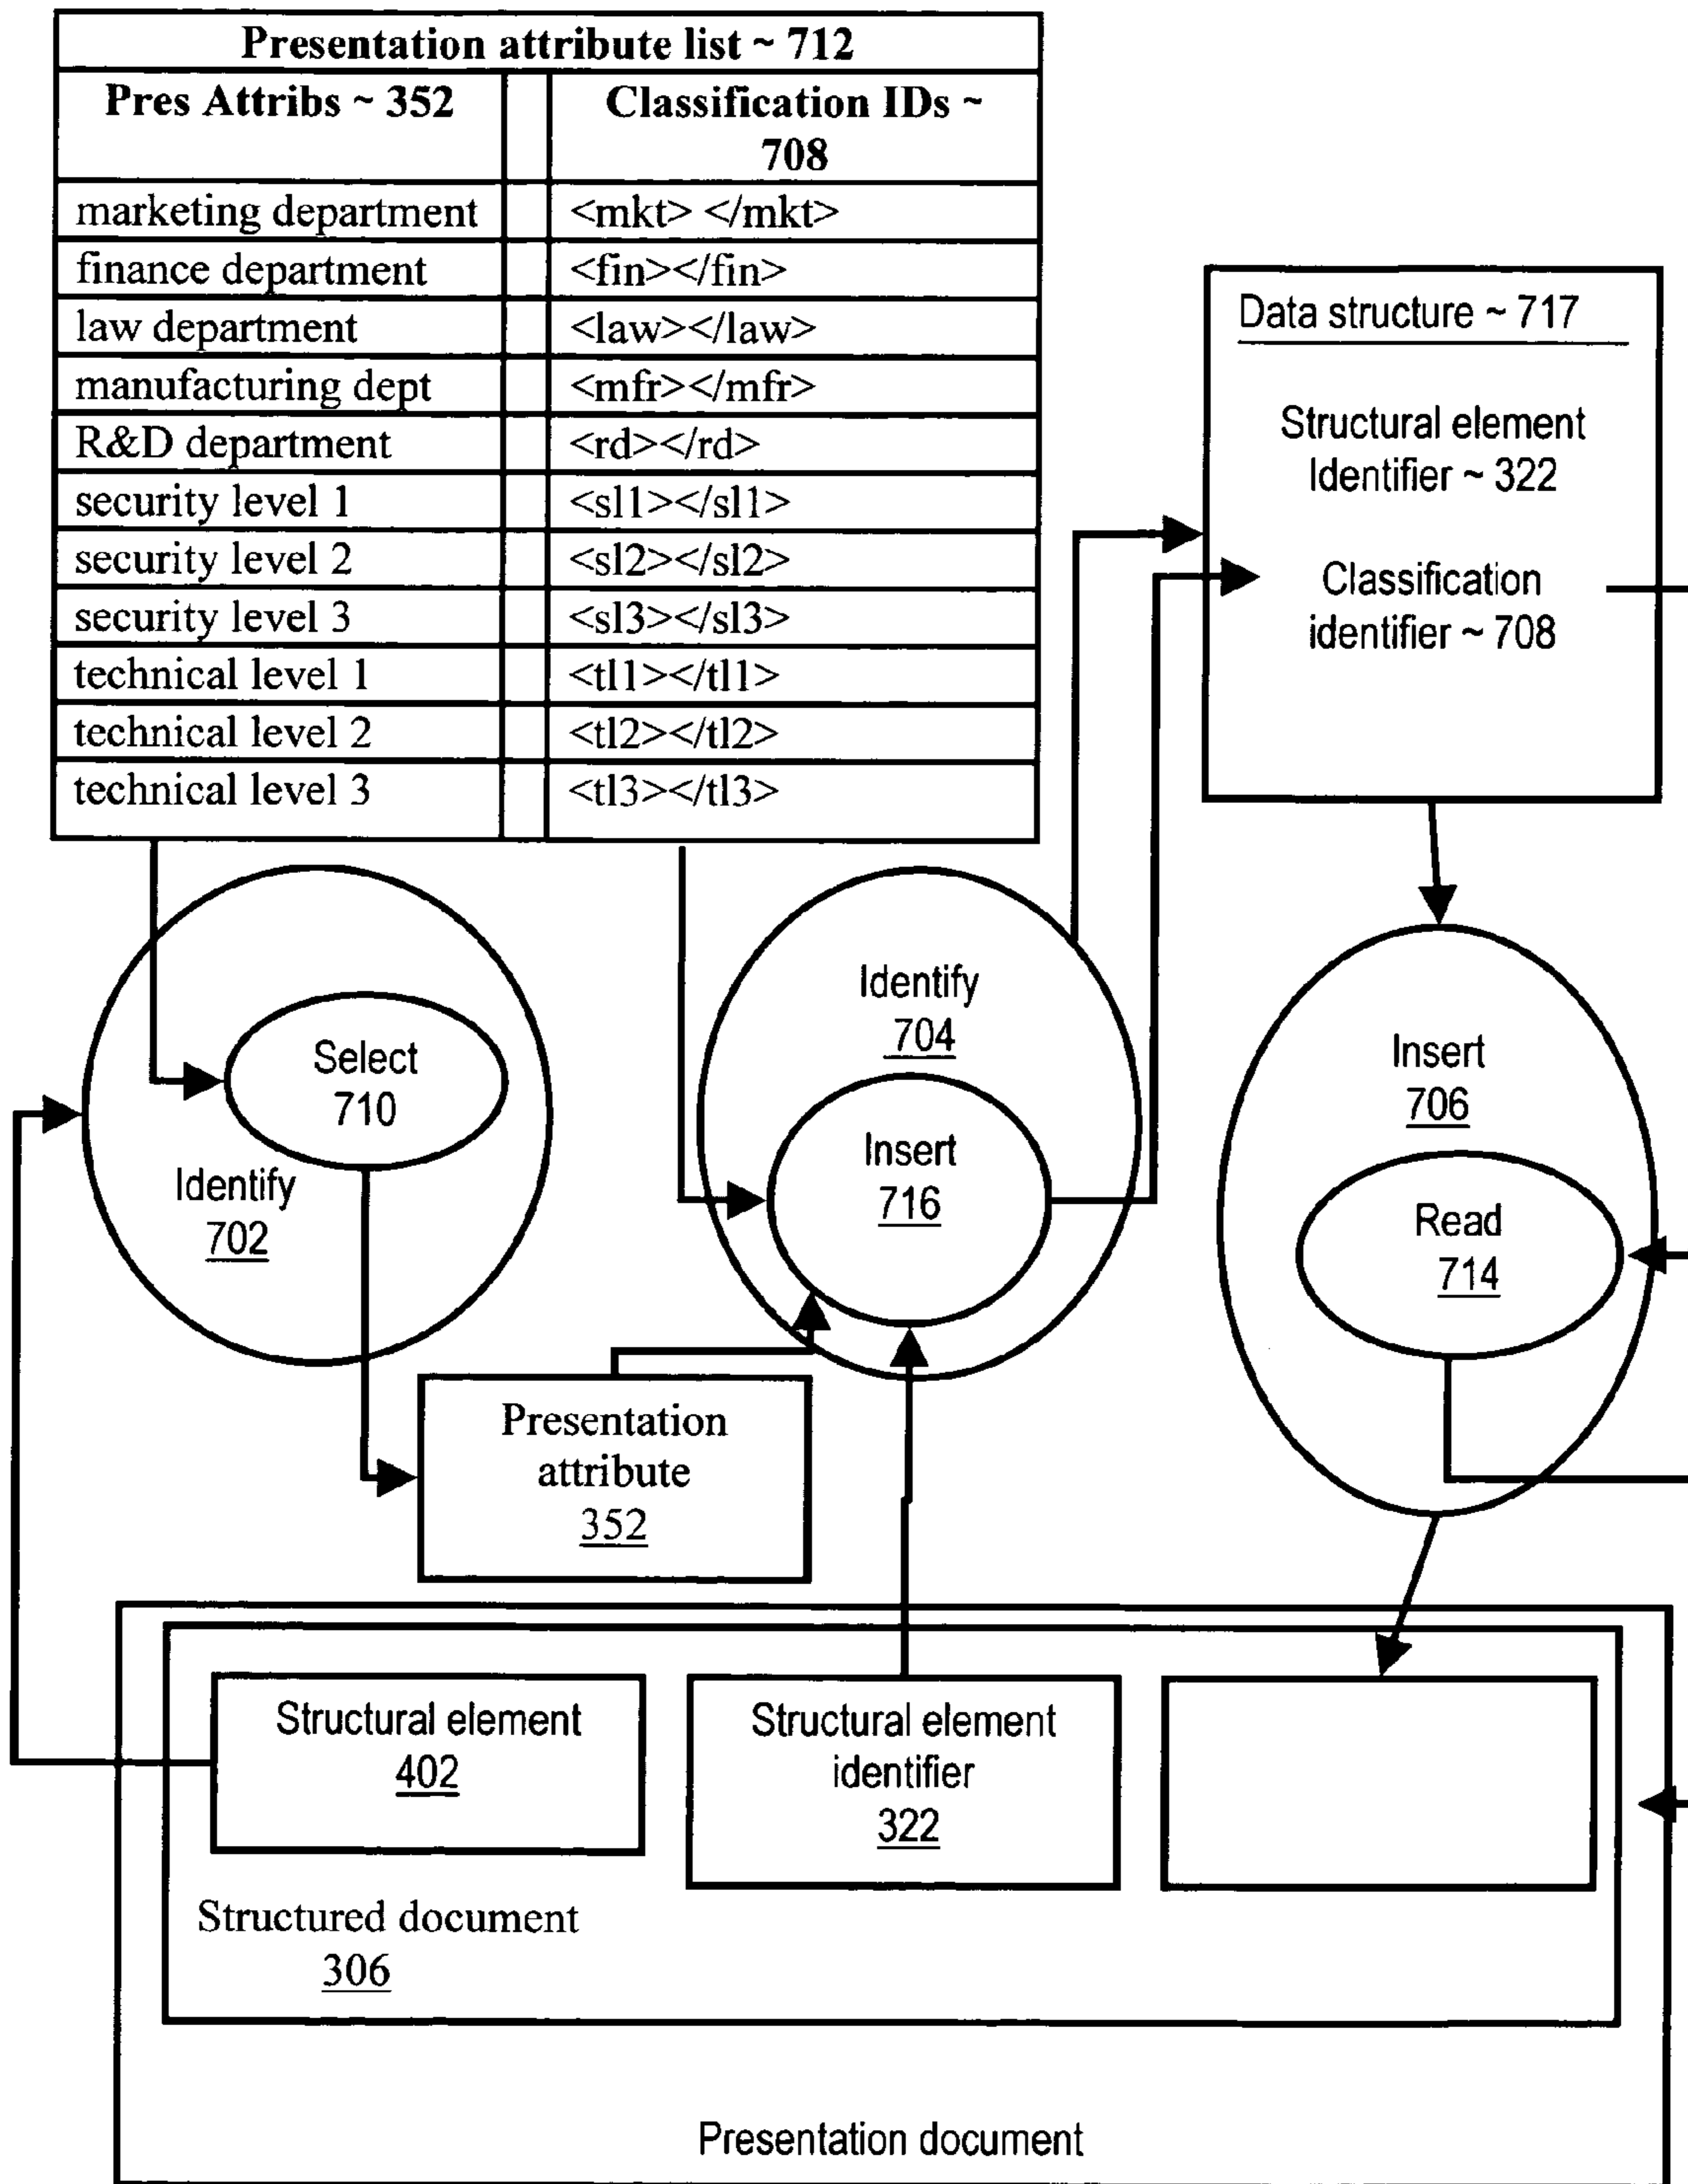 Presentation attribute list ~ 712
Pres Attribs ~ 352 Classification IDs ~
708
marketing department <mkt> </mkt>
finance department <fin></fin>
law department <law></law>
manufacturing dept <mfr></mfr>
R&D department <rd></rd>
security level 1 <sl1></sl1>
security level 2 <sl2></sl2>
security level 3 <sl3></sl3>
technical level 1 <tl1></tl1>
technical level 2 <tl2></tl2>
technical level 3 <tl3></tl3>
Data structure ~ 717
Structural element
Identifier ~ 322
Classification
identifier ~ 708
Select
710
Identify
702
Identify
704
Insert
716
Insert
706
Read
714
Presentation
attribute
352
Structural element
402
Structural element
identifier
322
Structured document
306
Presentation document